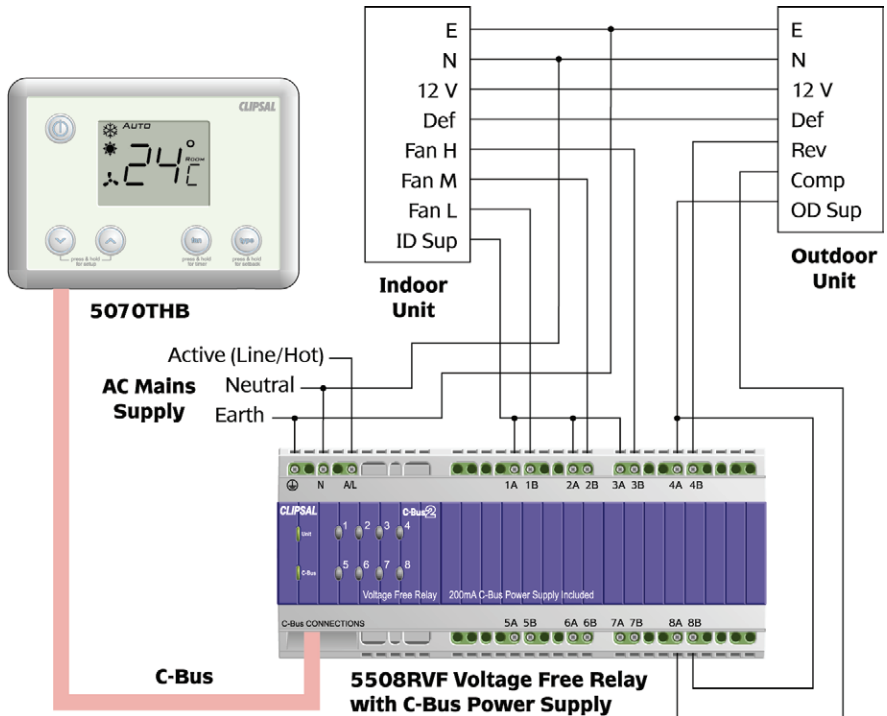 E
N
12 V
Def
Fan H
Fan M
Fan L
ID Sup
Indoor
Unit
E
N
12 V
Def
Rev
Comp
OD Sup
Outdoor
Unit
CLIPSAL
AUTO
24°C
ROOM
press & hold
for setup
fan
press & hold
for timer
type
press & hold
for setback
5070THB
Active (Line/Hot)
AC Mains
Supply
Neutral
Earth
N A/L 1A 1B 2A 2B 3A 3B 4A 4B
CLIPSAL
C-Bus2
Unit 1 2 3 4
C-Bus 5 6 7 8
Voltage Free Relay 200mA C-Bus Power Supply Included
C-Bus CONNECTIONS 5A 5B 6A 6B 7A 7B 8A 8B
C-Bus
5508RVF Voltage Free Relay
with C-Bus Power Supply